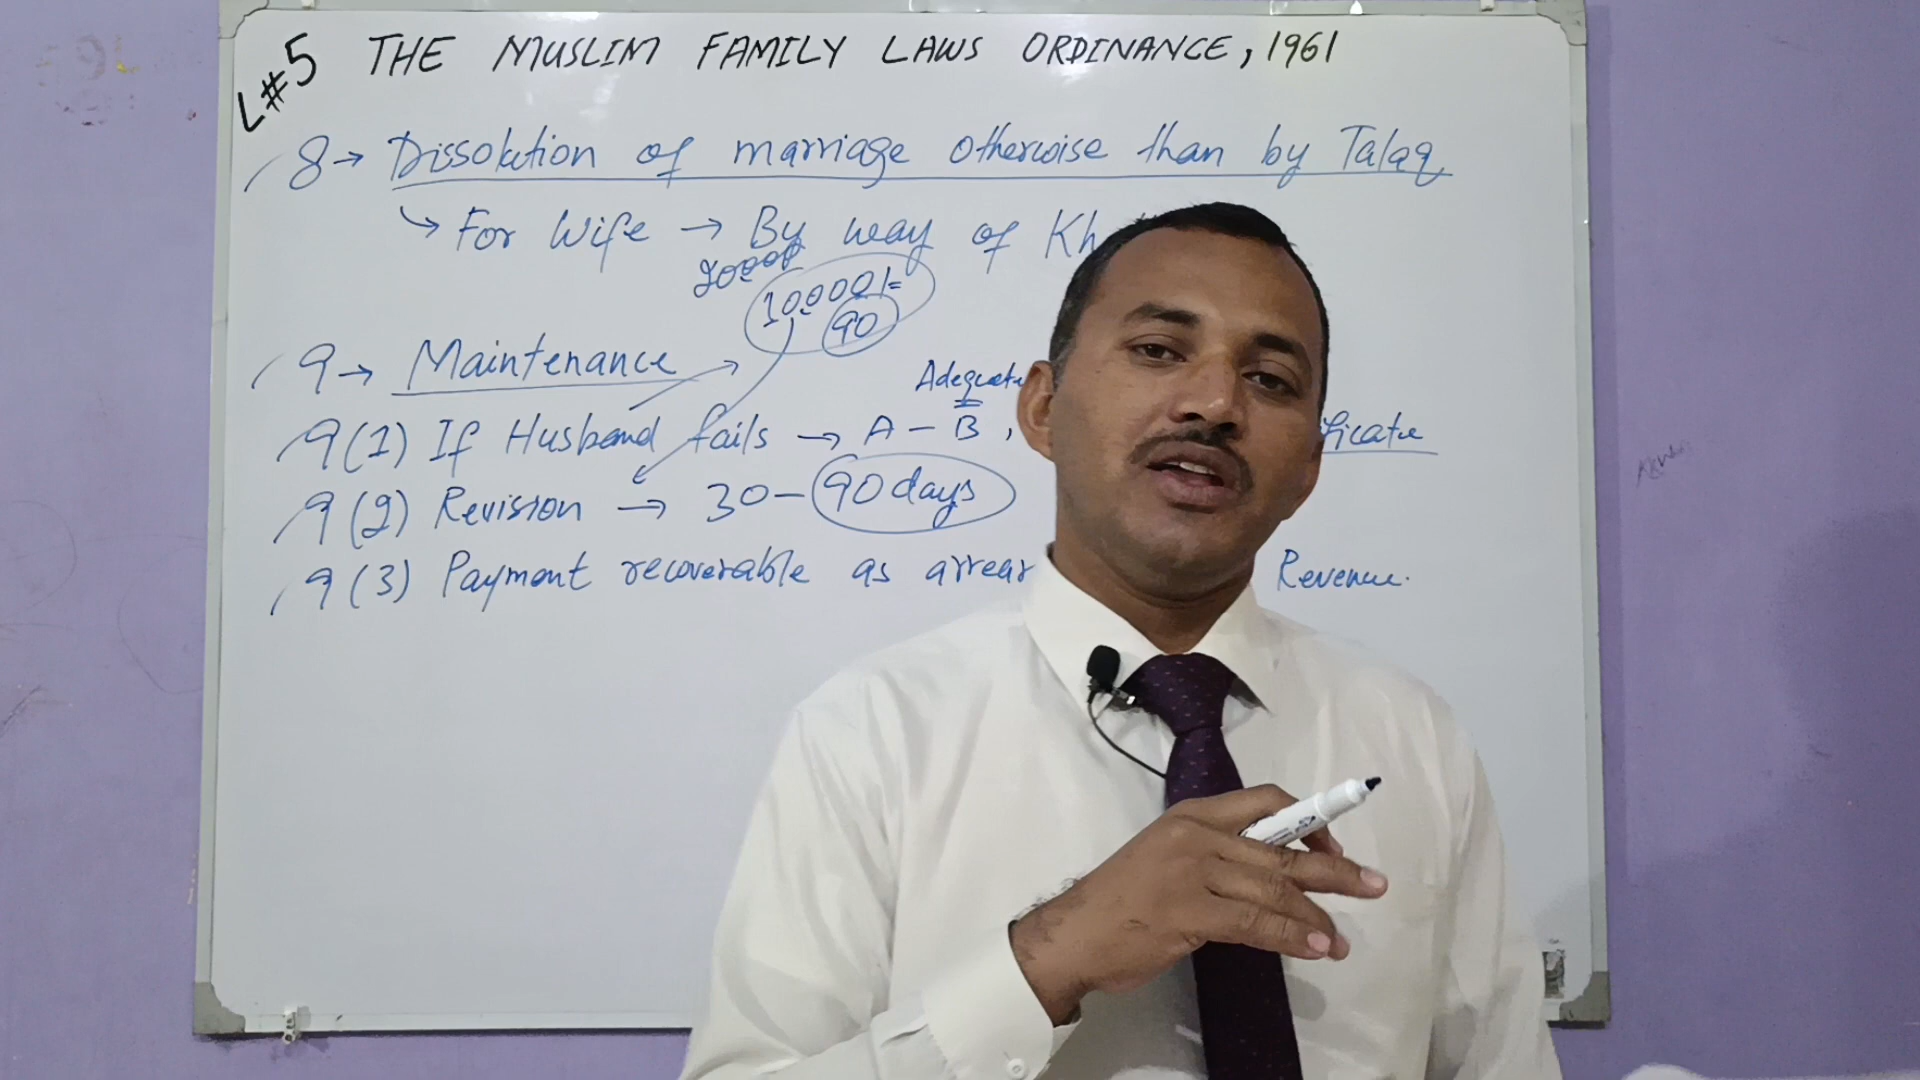 L#5 THE MUSLIM FAMILY LAWS ORDINANCE, 1961
8→ Dissolution of marriage otherwise than by Talaq
↳ For Wife → By way of Kh
10000/=
90
9→ Maintenance →
Adequate
9(1) If Husband fails → A - B, ificate
9(2) Revision → 30-90 days
9(3) Payment recoverable as arrear Revenue.